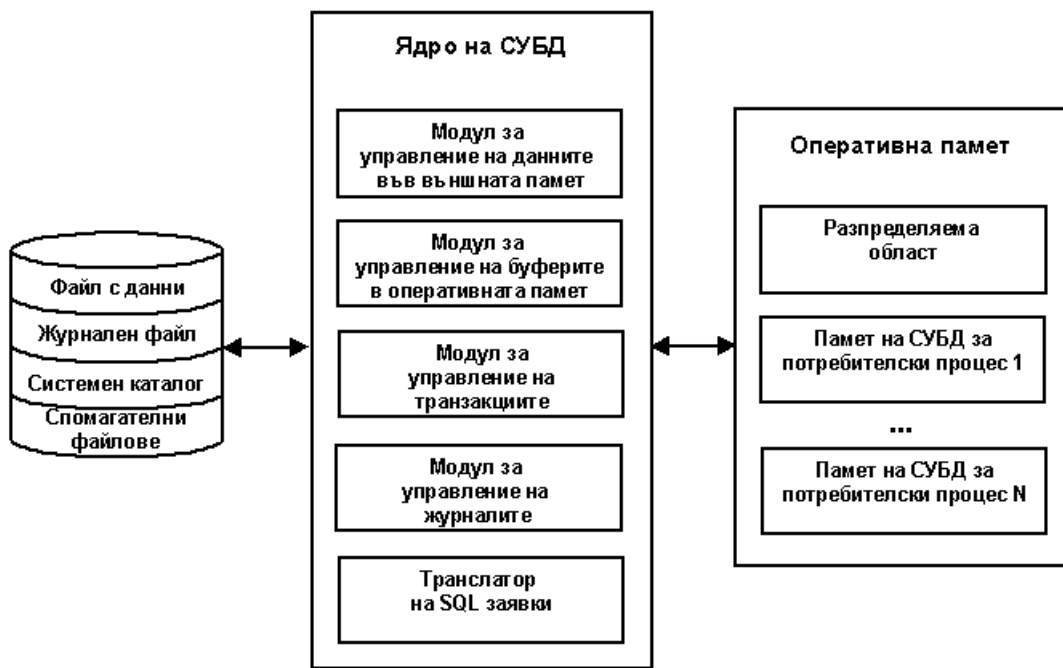 Файл с данни
Журнален файл
Системен каталог
Спомагателни
файлове
Ядро на СУБД
Модул за
управление на данните
във външната памет
Модул за
управление на буферите
в оперативната памет
Модул за
управление на
транзакциите
Модул за
управление на
журналите
Транслатор
на SQL заявки
Оперативна памет
Разпределяема
област
Памет на СУБД за
потребителски процес 1
...
Памет на СУБД за
потребителски процес N